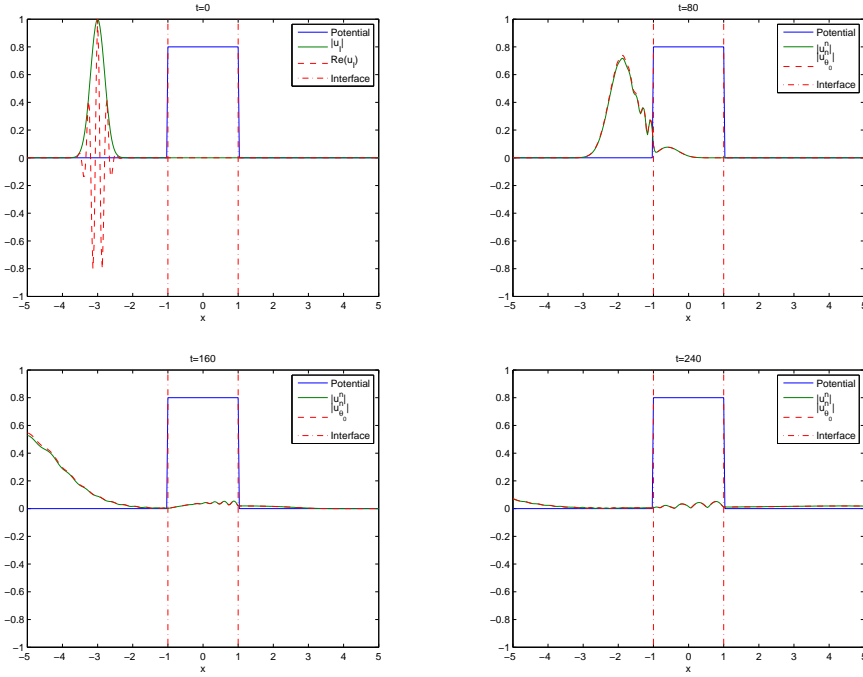 t=0
Potential
|u_I|
Re(u_I)
Interface
1
0.8
0.6
0.4
0.2
0
−0.2
−0.4
−0.6
−0.8
−1
−5 −4 −3 −2 −1 0 1 2 3 4 5
x
t=80
Potential
|u^n|
|u^n_{θ_0}|
Interface
1
0.8
0.6
0.4
0.2
0
−0.2
−0.4
−0.6
−0.8
−1
−5 −4 −3 −2 −1 0 1 2 3 4 5
x
t=160
Potential
|u^n|
|u^n_{θ_0}|
Interface
1
0.8
0.6
0.4
0.2
0
−0.2
−0.4
−0.6
−0.8
−1
−5 −4 −3 −2 −1 0 1 2 3 4 5
x
t=240
Potential
|u^n|
|u^n_{θ_0}|
Interface
1
0.8
0.6
0.4
0.2
0
−0.2
−0.4
−0.6
−0.8
−1
−5 −4 −3 −2 −1 0 1 2 3 4 5
x